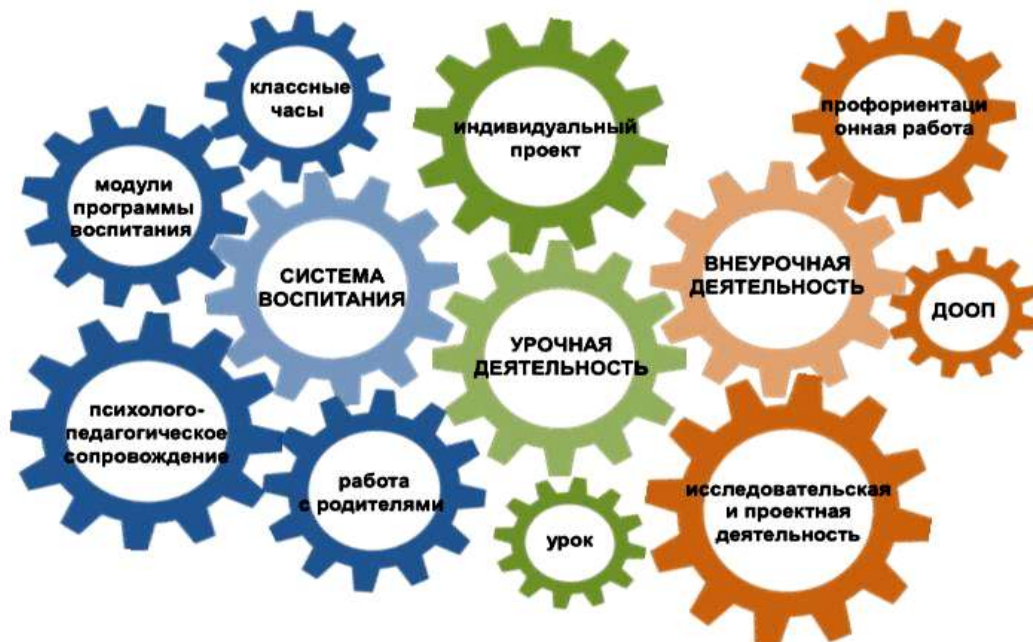 классные
часы
модули
программы
воспитания
СИСТЕМА
ВОСПИТАНИЯ
психолого-
педагогическое
сопровождение
работа
с родителями
индивидуальный
проект
УРОЧНАЯ
ДЕЯТЕЛЬНОСТЬ
урок
профориентаци
онная работа
ВНЕУРОЧНАЯ
ДЕЯТЕЛЬНОСТЬ
ДООП
исследовательская
и проектная
деятельность